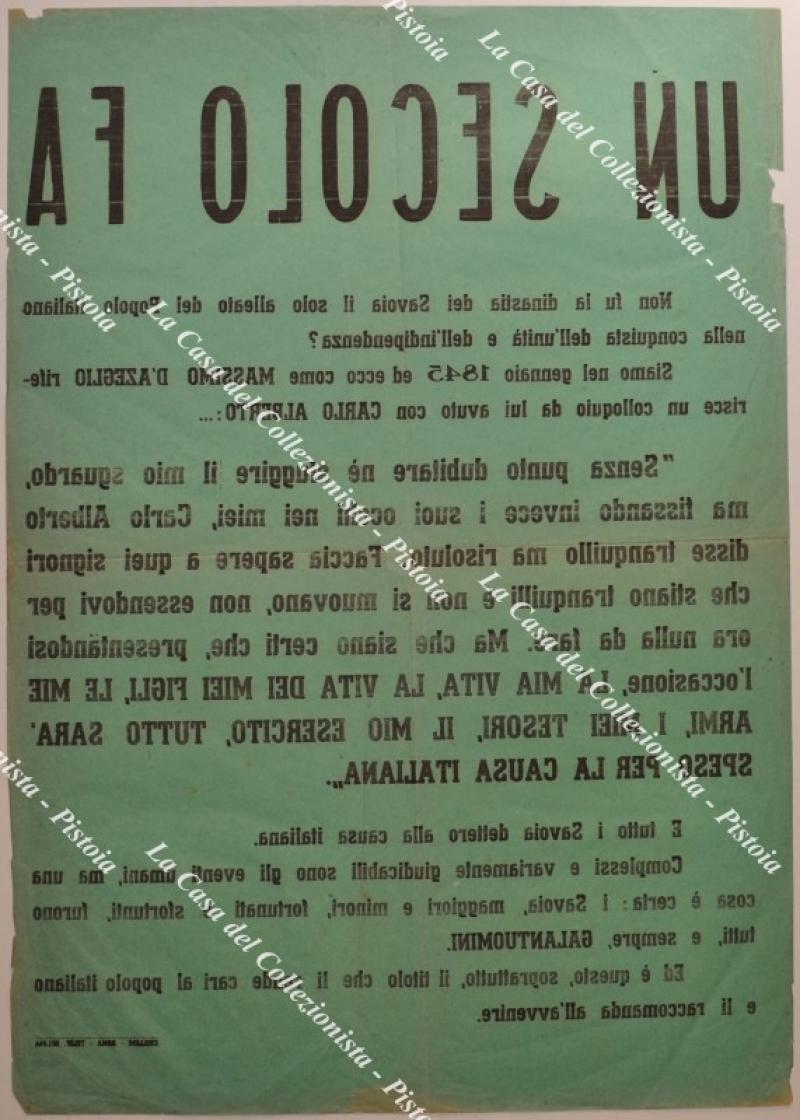 UN SECOLO FA
Non fu la dinastia dei Savoia il solo alleato del Popolo italiano
nella conquista dell'unità e dell'indipendenza?
Siamo nel gennaio 1845 ed ecco come MASSIMO D'AZEGLIO rife-
risce un colloquio da lui avuto con CARLO ALBERTO:...
"Senza punto dubitare nè sfuggire il mio sguardo,
ma fissando invece i suoi occhi nei miei, Carlo Alberto
disse tranquillo ma risoluto: Faccia sapere a quei signori
che stiano tranquilli e non si muovano, non essendovi per
ora nulla da fare. Ma che siano certi che, presentandosi
l'occasione, LA MIA VITA, LA VITA DEI MIEI FIGLI, LE MIE
ARMI, I MIEI TESORI, IL MIO ESERCITO, TUTTO SARA'
SPESO PER LA CAUSA ITALIANA„.
E tutto i Savoia dettero alla causa italiana.
Complessi e variamente giudicabili sono gli eventi umani, ma una
cosa è certa: i Savoia, maggiori e minori, fortunati e sfortunati, furono
tutti, e sempre, GALANTUOMINI.
Ed è questo, soprattutto, il titolo che li rende cari al popolo italiano
e li raccomanda all'avvenire.
ROMA - TELEF.
La Casa del Collezionista - Pistoia